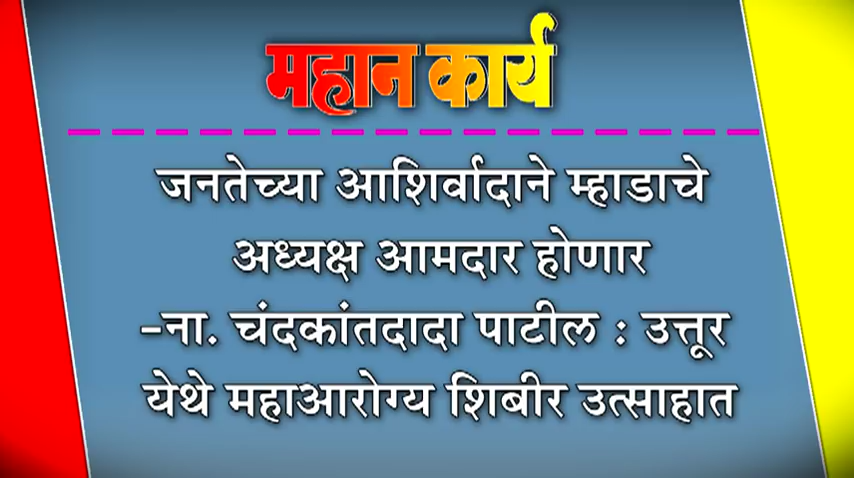 महान कार्य
जनतेच्या आशिर्वादाने म्हाडाचे
अध्यक्ष आमदार होणार
-ना. चंदकांतदादा पाटील : उत्तूर
येथे महाआरोग्य शिबीर उत्साहात